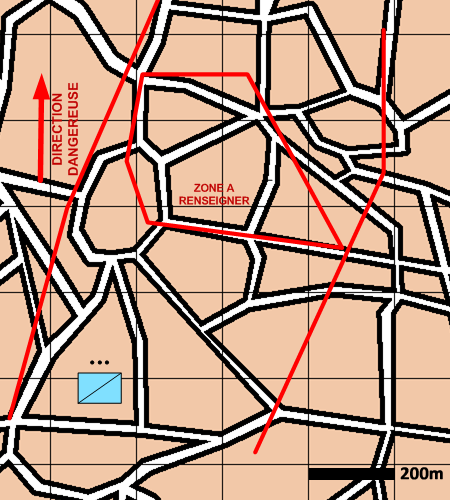 DIRECTION
DANGEREUSE
ZONE A
RENSEIGNER
200m